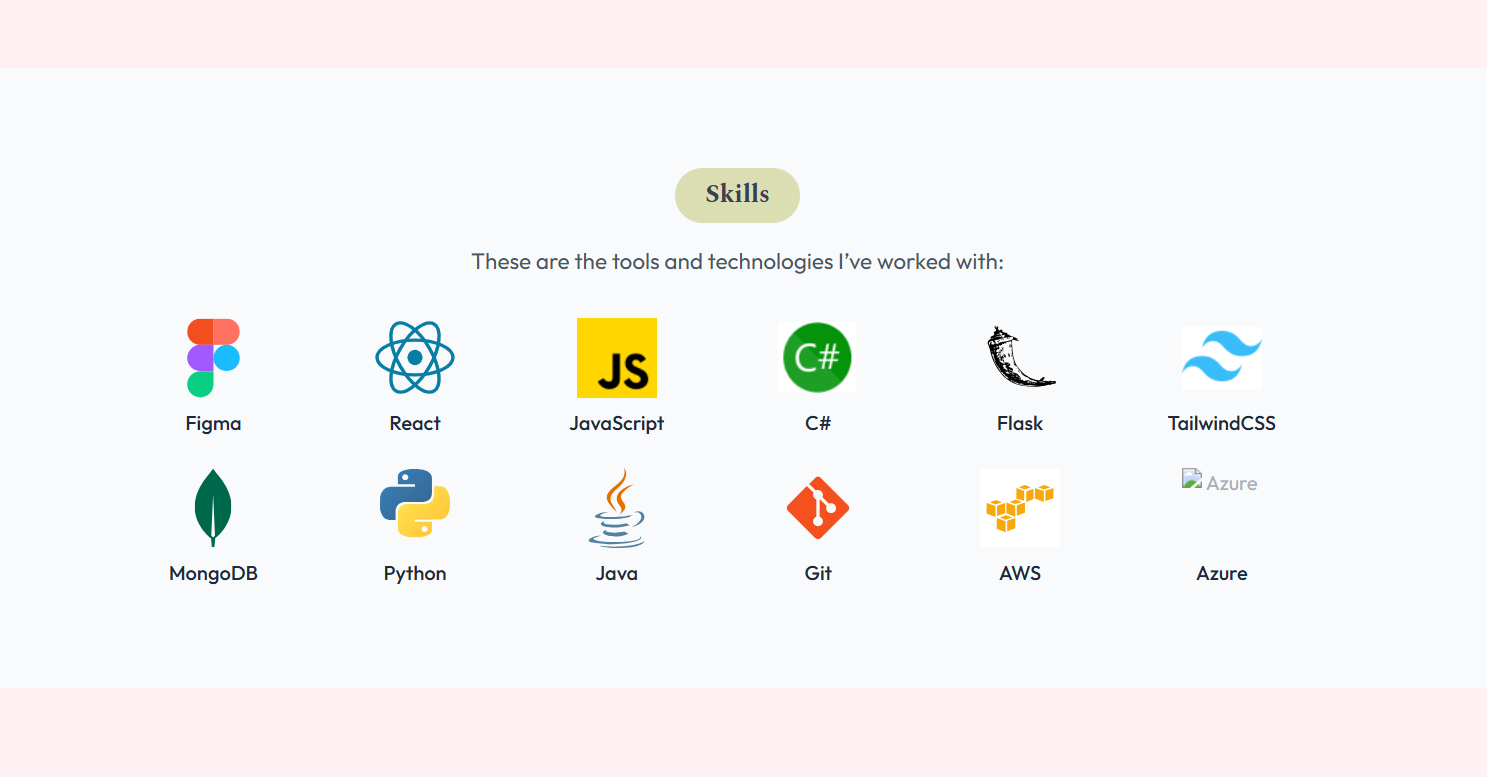 Skills
These are the tools and technologies I’ve worked with:
JS
C#
Figma
React
JavaScript
C#
Flask
TailwindCSS
Azure
MongoDB
Python
Java
Git
AWS
Azure